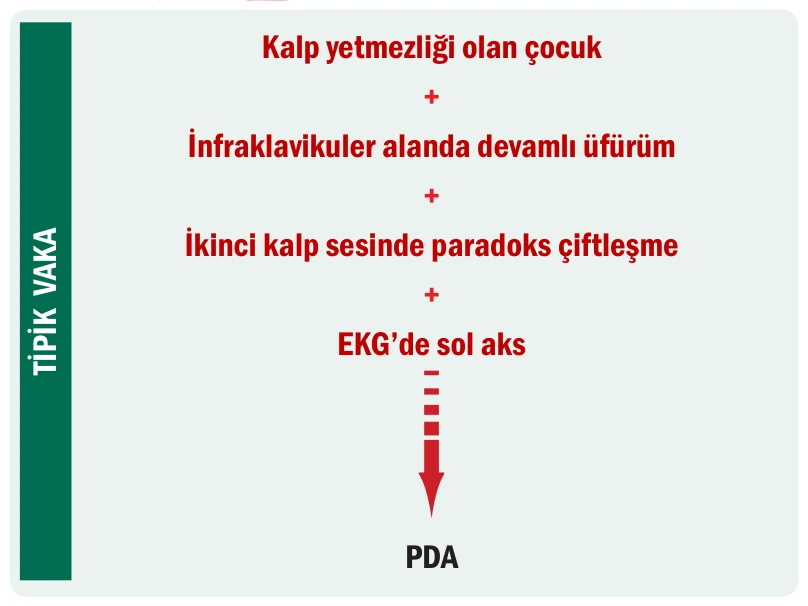 TİPİK VAKA
Kalp yetmezliği olan çocuk
+
İnfraklavikuler alanda devamlı üfürüm
+
İkinci kalp sesinde paradoks çiftleşme
+
EKG’de sol aks
PDA